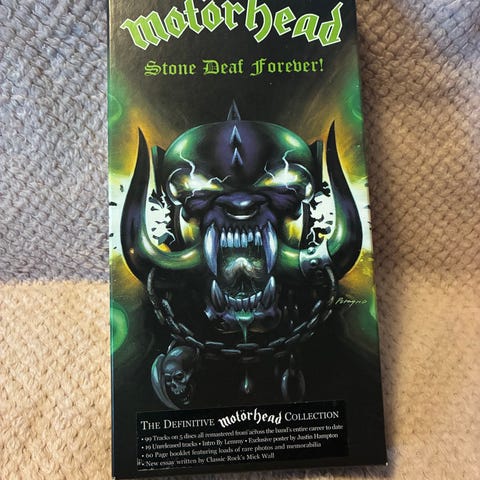 motörhead
Stone Deaf Forever!
The Definitive motörhead Collection
• 99 Tracks on 5 discs all remastered from across the band's entire career to date
• 19 Unreleased tracks • Intro By Lemmy • Exclusive poster by Justin Hampton
• 60 Page booklet featuring loads of rare photos and memorabilia
• New essay written by Classic Rock's Mick Wall